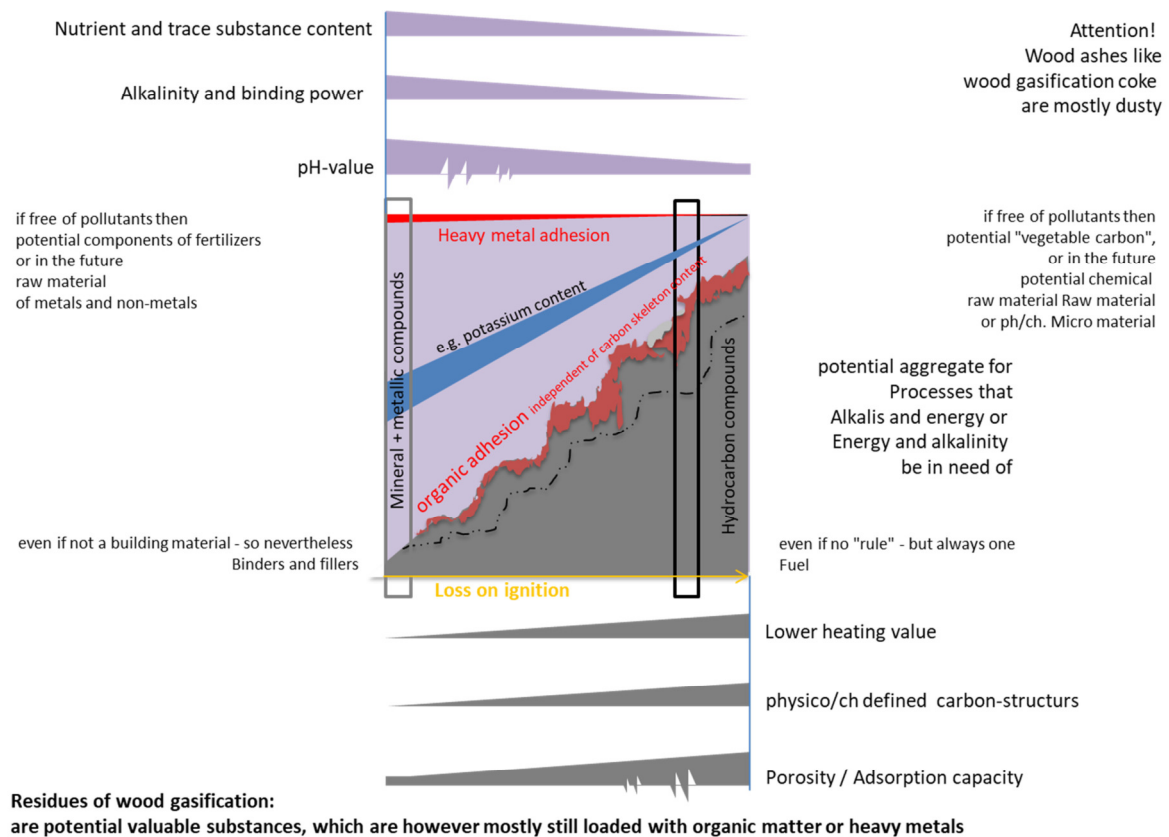 Nutrient and trace substance content
Attention!
Wood ashes like
wood gasification coke
are mostly dusty
Alkalinity and binding power
pH-value
if free of pollutants then
potential components of fertilizers
or in the future
raw material
of metals and non-metals
Heavy metal adhesion
e.g. potassium content
organic adhesion independent of carbon skeleton content
Mineral + metallic compounds
Hydrocarbon compounds
if free of pollutants then
potential "vegetable carbon",
or in the future
potential chemical
raw material Raw material
or ph/ch. Micro material
potential aggregate for
Processes that
Alkalis and energy or
Energy and alkalinity
be in need of
even if not a building material - so nevertheless
Binders and fillers
even if no "rule" - but always one
Fuel
Loss on ignition
Lower heating value
physico/ch defined carbon-structurs
Porosity / Adsorption capacity
Residues of wood gasification:
are potential valuable substances, which are however mostly still loaded with organic matter or heavy metals